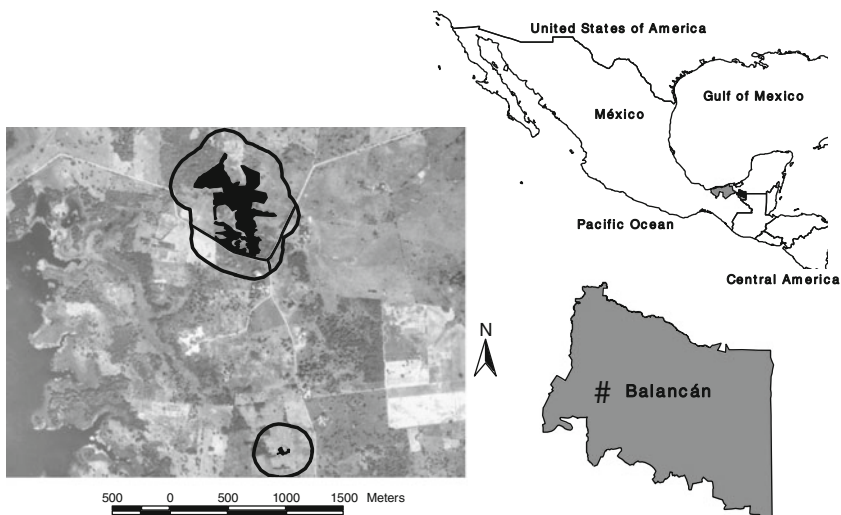 United States of America
Gulf of Mexico
México
Pacific Ocean
Central America
N
# Balancán
500 0 500 1000 1500 Meters